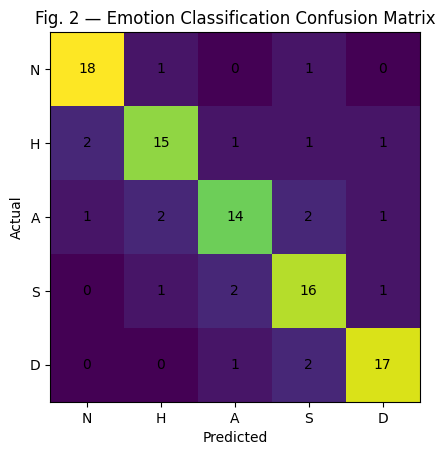 Fig. 2 — Emotion Classification Confusion Matrix
N 18 1 0 1 0
H 2 15 1 1 1
Actual
A 1 2 14 2 1
S 0 1 2 16 1
D 0 0 1 2 17
N H A S D
Predicted